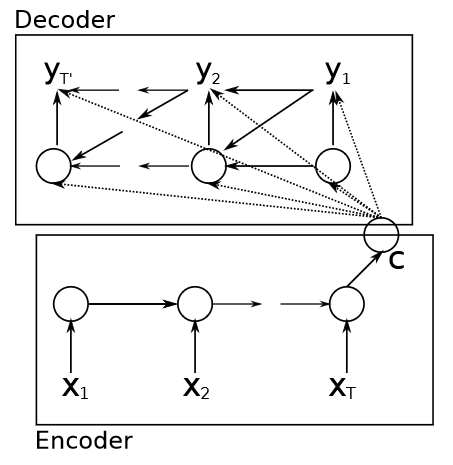 Decoder
y_T' y_2 y_1
c
x_1 x_2 x_T
Encoder